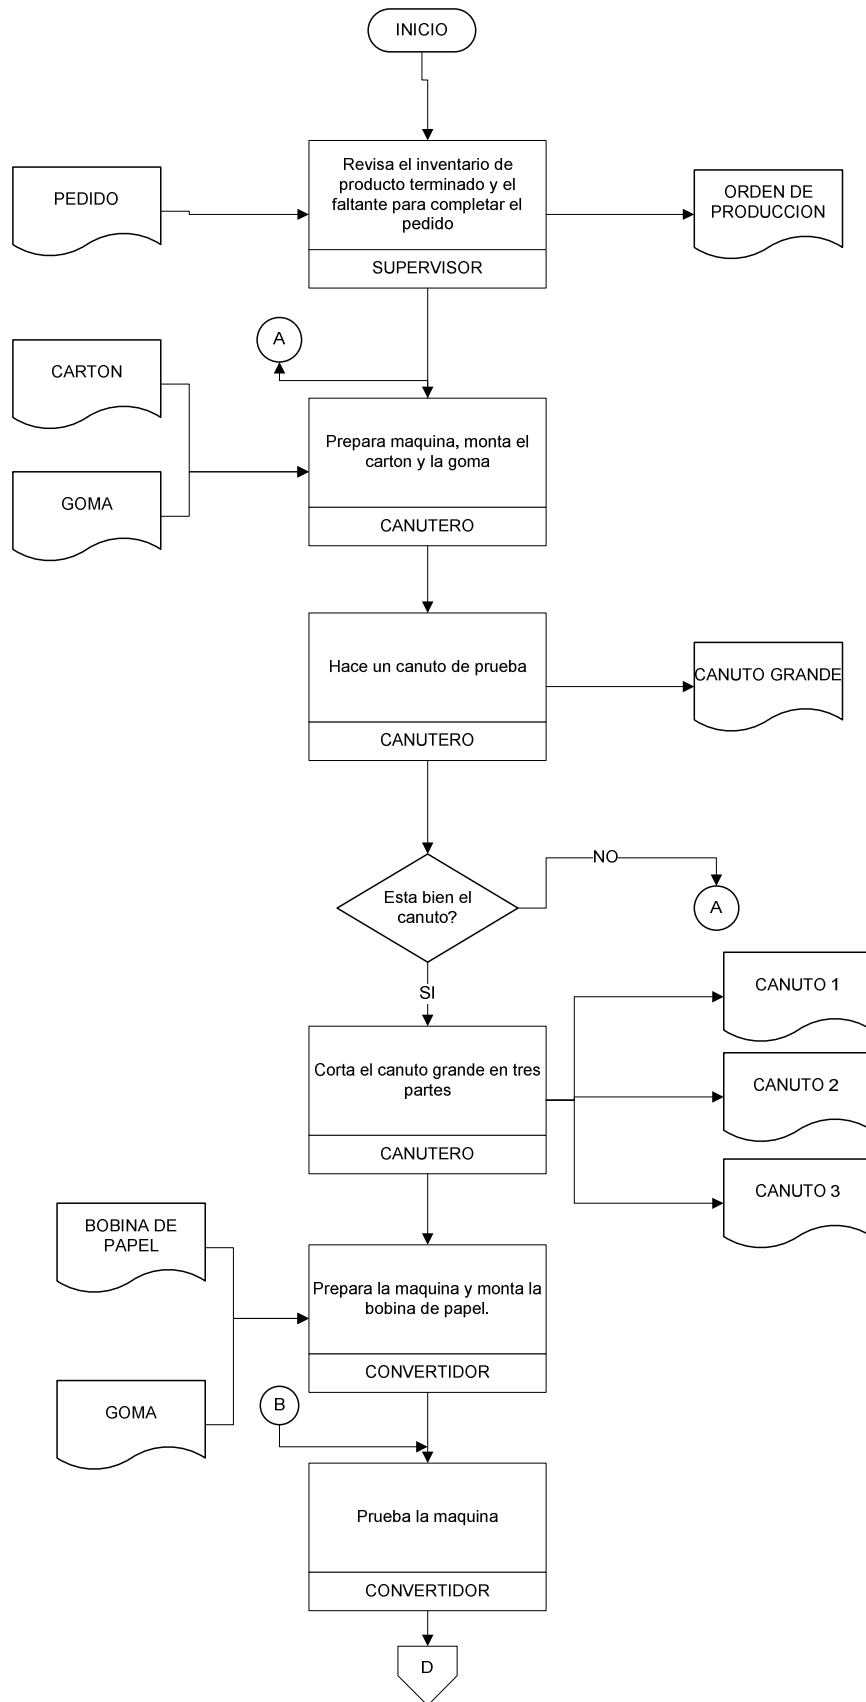 INICIO
PEDIDO
Revisa el inventario de
producto terminado y el
faltante para completar el
pedido
SUPERVISOR
ORDEN DE
PRODUCCION
A
CARTON
GOMA
Prepara maquina, monta el
carton y la goma
CANUTERO
Hace un canuto de prueba
CANUTERO
CANUTO GRANDE
Esta bien el
canuto?
NO
A
SI
Corta el canuto grande en tres
partes
CANUTERO
CANUTO 1
CANUTO 2
CANUTO 3
BOBINA DE
PAPEL
GOMA
Prepara la maquina y monta la
bobina de papel.
CONVERTIDOR
B
Prueba la maquina
CONVERTIDOR
D